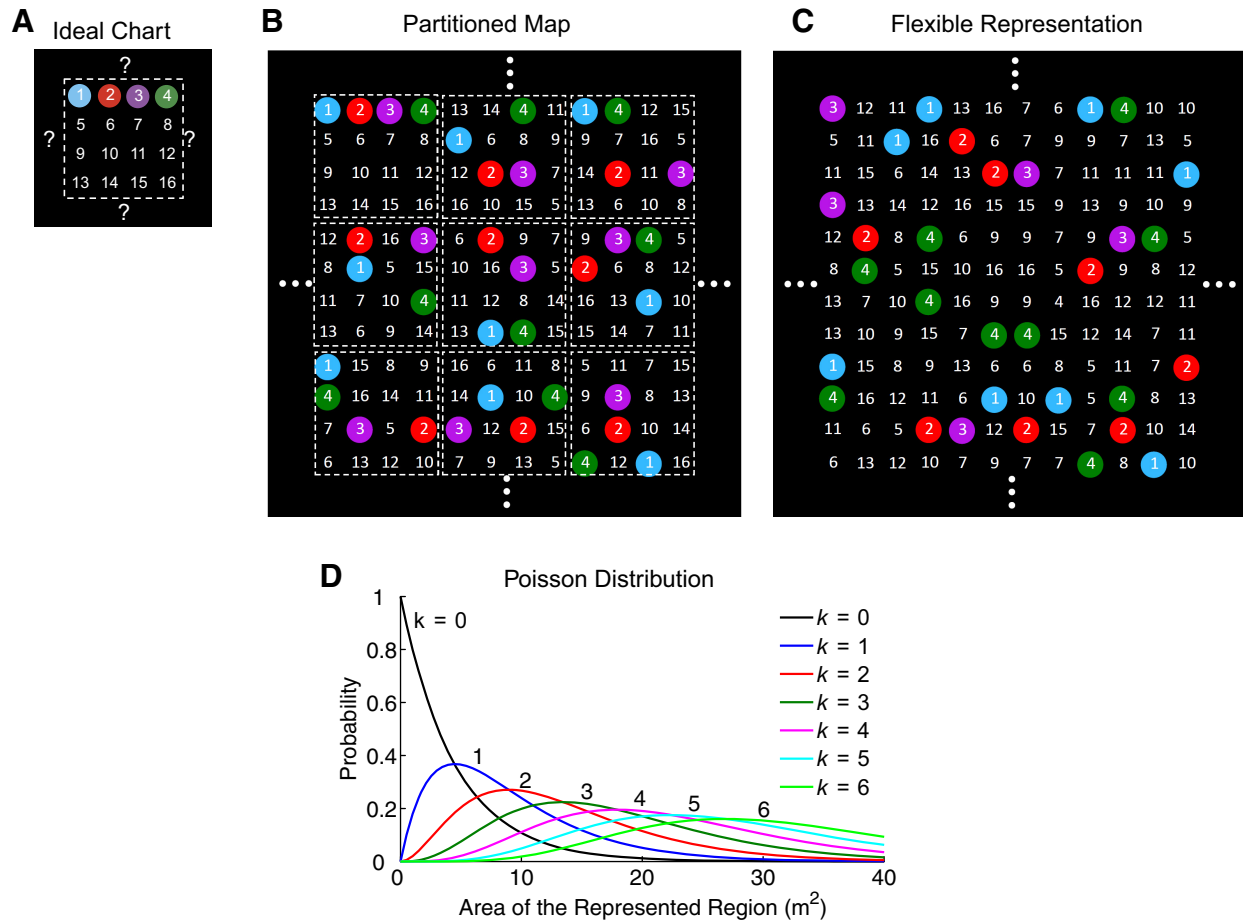 A
Ideal Chart
?
1 2 3 4
5 6 7 8
? ?
9 10 11 12
13 14 15 16
?
B
Partitioned Map
1 2 3 4 13 14 4 11 1 4 12 15
5 6 7 8 1 6 8 9 9 7 16 5
9 10 11 12 12 2 3 7 14 2 11 3
13 14 15 16 16 10 15 5 13 6 10 8
12 2 16 3 6 2 9 7 9 3 4 5
8 1 5 15 10 16 3 5 2 6 8 12
11 7 10 4 11 12 8 14 16 13 1 10
13 6 9 14 13 1 4 15 15 14 7 11
1 15 8 9 16 6 11 8 5 11 7 15
4 16 14 11 14 1 10 4 9 3 8 13
7 3 5 2 3 12 2 15 6 2 10 14
6 13 12 10 7 9 13 5 4 12 1 16
C
Flexible Representation
3 12 11 1 13 16 7 6 1 4 10 10
5 11 1 16 2 6 7 9 9 7 13 5
11 15 6 14 13 2 3 7 11 11 11 1
3 13 14 12 16 15 15 9 13 9 10 9
12 2 8 4 6 9 9 7 9 3 4 5
8 4 5 15 10 16 16 5 2 9 8 12
13 7 10 4 16 9 9 4 16 12 12 11
13 10 9 15 7 4 4 15 12 14 7 11
1 15 8 9 13 6 6 8 5 11 7 2
4 16 12 11 6 1 10 1 5 4 8 13
11 6 5 2 3 12 2 15 7 2 10 14
6 13 12 10 7 9 7 7 4 8 1 10
D
Poisson Distribution
Probability
1
0.8
0.6
0.4
0.2
0
k = 0
1
2
3
4
5
6
k = 0
k = 1
k = 2
k = 3
k = 4
k = 5
k = 6
0 10 20 30 40
Area of the Represented Region (m²)